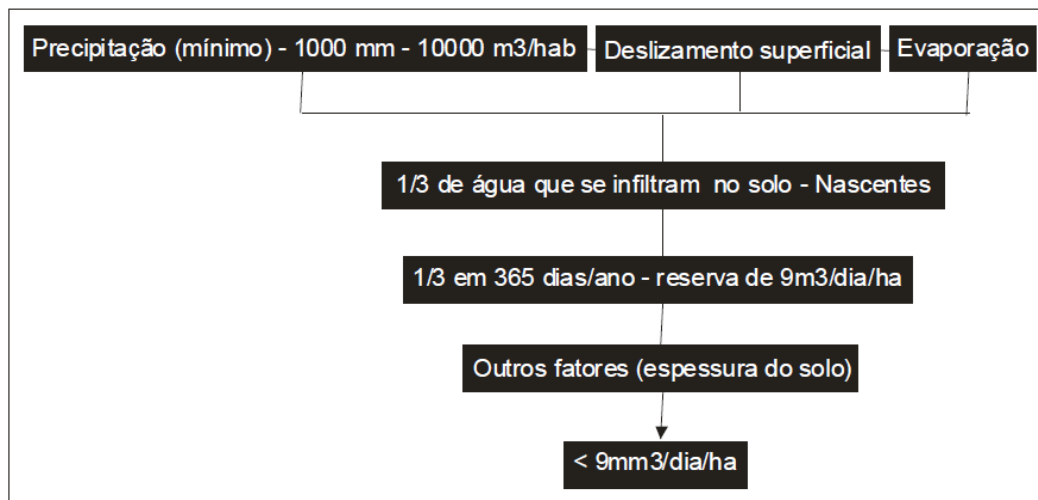 Precipitação (mínimo) - 1000 mm - 10000 m3/hab
Deslizamento superficial
Evaporação
1/3 de água que se infiltram no solo - Nascentes
1/3 em 365 dias/ano - reserva de 9m3/dia/ha
Outros fatores (espessura do solo)
< 9mm3/dia/ha